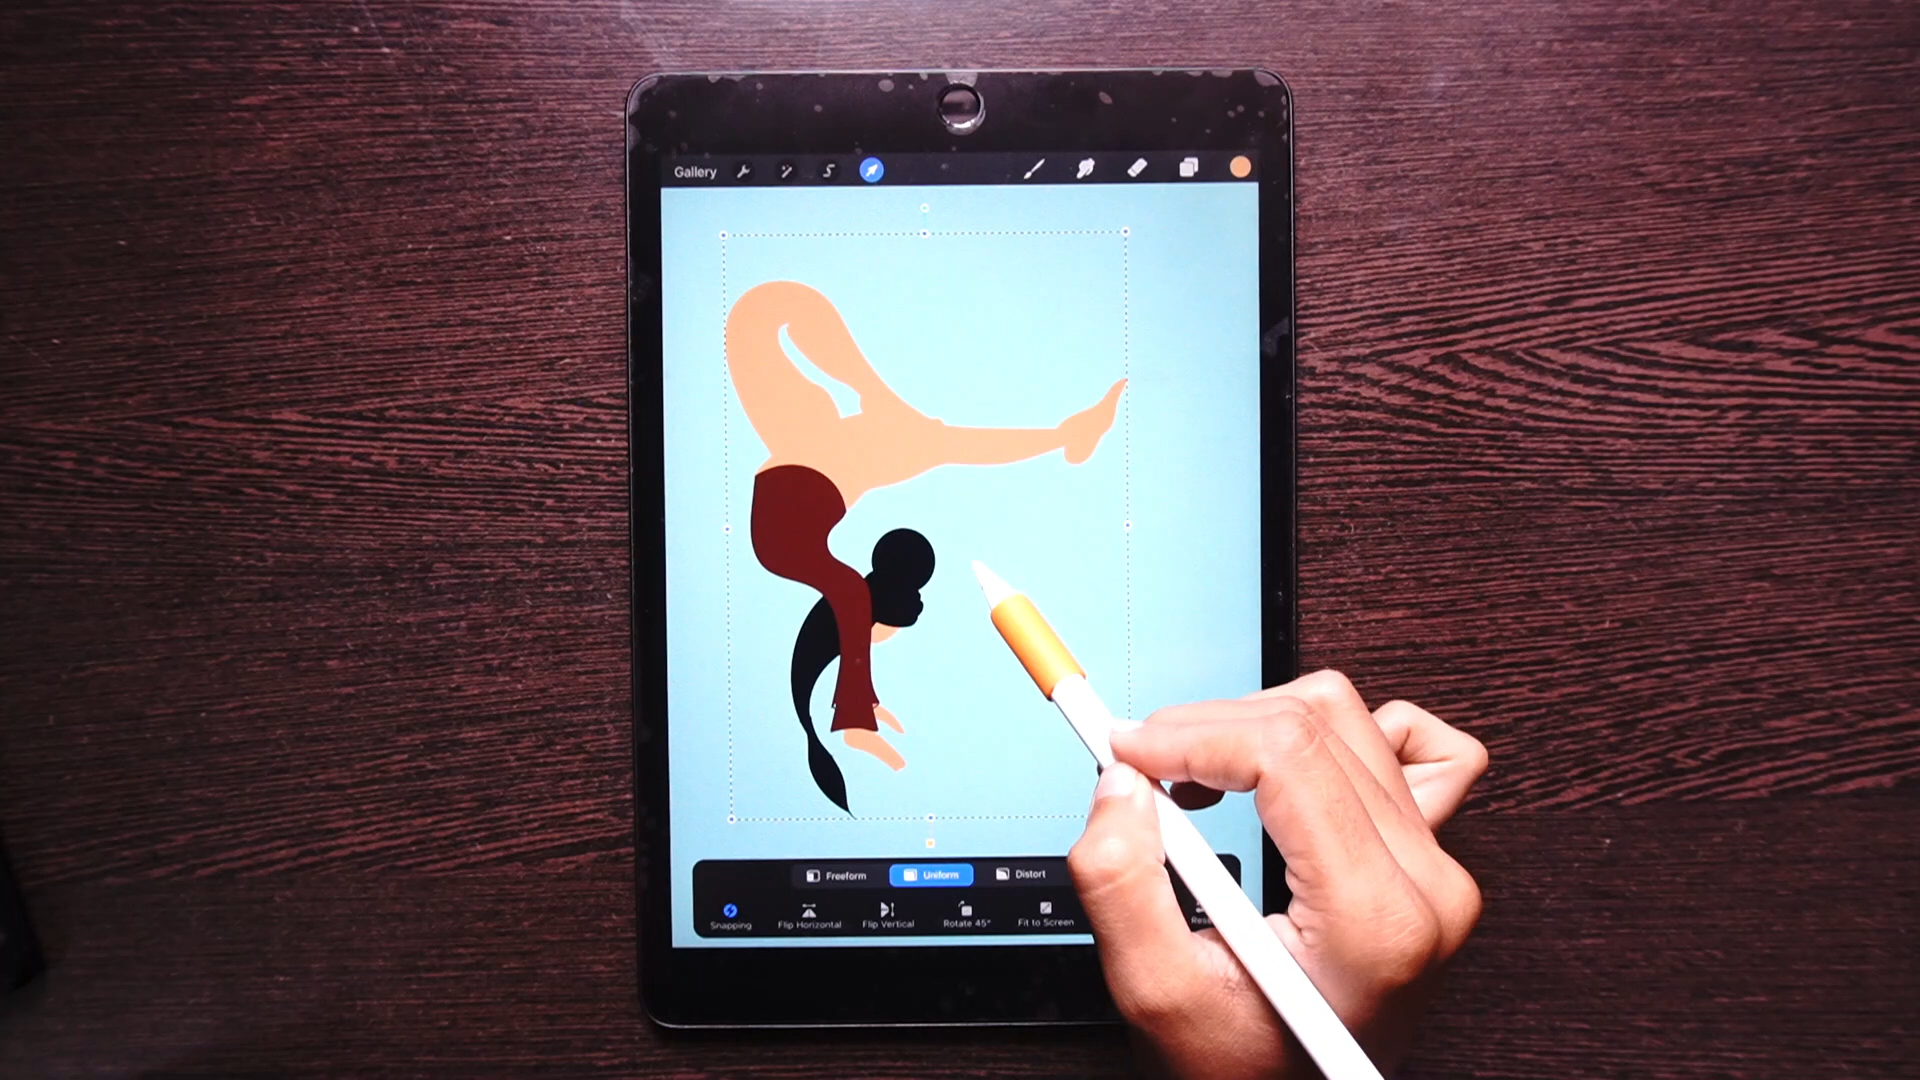 Gallery
Freeform Uniform Distort
Snapping Flip Horizontal Flip Vertical Rotate 45° Fit to Screen